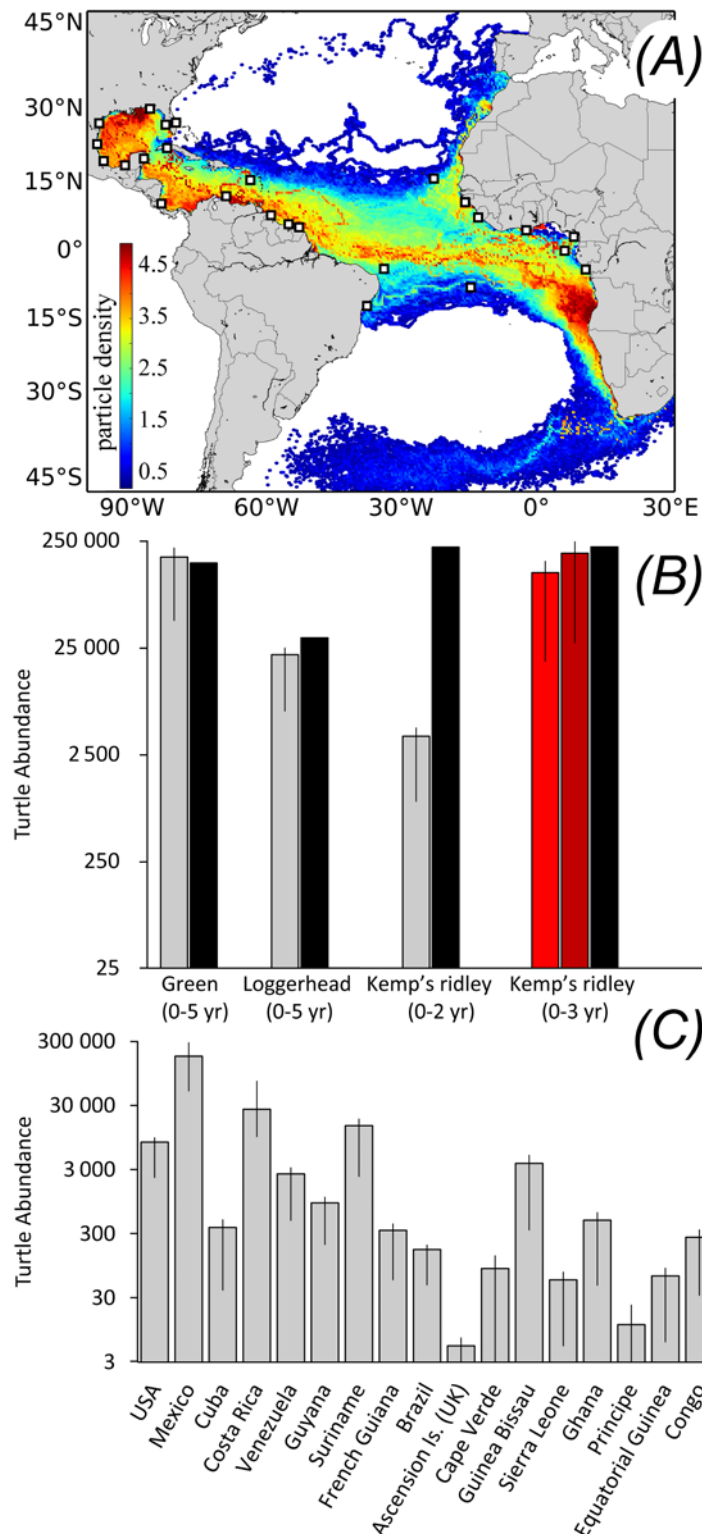 (A)
45°N
30°N
15°N
0°
15°S
30°S
45°S
particle density
4.5
3.5
2.5
1.5
0.5
90°W
60°W
30°W
0°
30°E
(B)
Turtle Abundance
250 000
25 000
2 500
250
25
Green
(0-5 yr)
Loggerhead
(0-5 yr)
Kemp's ridley
(0-2 yr)
Kemp's ridley
(0-3 yr)
(C)
Turtle Abundance
300 000
30 000
3 000
300
30
3
USA
Mexico
Cuba
Costa Rica
Venezuela
Guyana
Suriname
French Guiana
Brazil
Ascension Is. (UK)
Cape Verde
Guinea Bissau
Sierra Leone
Ghana
Principe
Equatorial Guinea
Congo